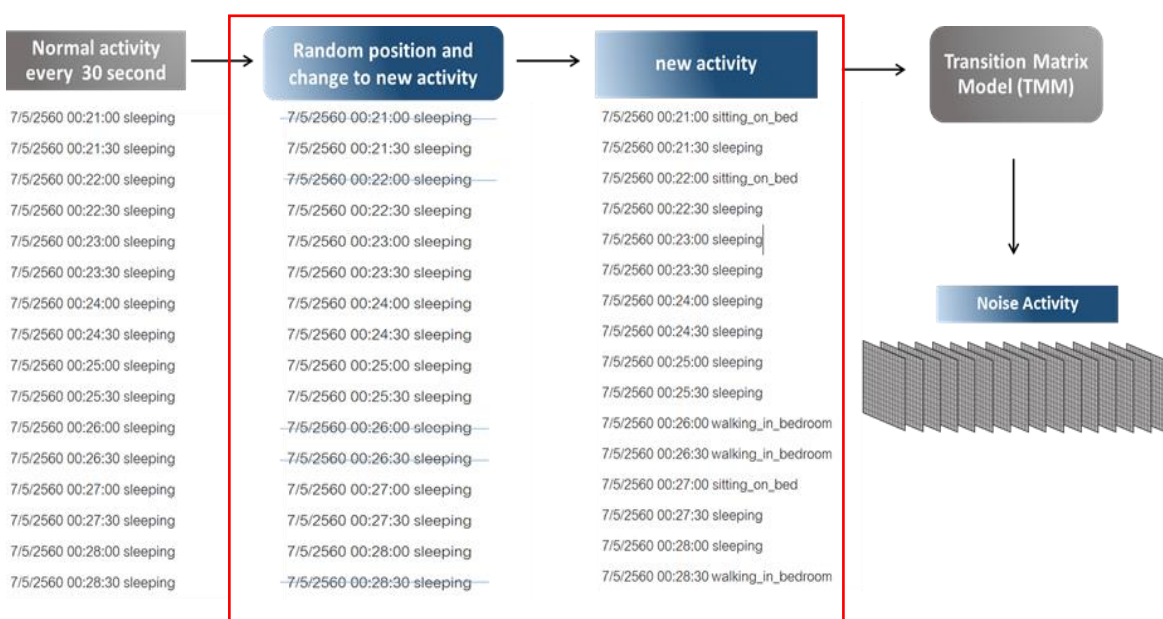 Normal activity
every 30 second
7/5/2560 00:21:00 sleeping
7/5/2560 00:21:30 sleeping
7/5/2560 00:22:00 sleeping
7/5/2560 00:22:30 sleeping
7/5/2560 00:23:00 sleeping
7/5/2560 00:23:30 sleeping
7/5/2560 00:24:00 sleeping
7/5/2560 00:24:30 sleeping
7/5/2560 00:25:00 sleeping
7/5/2560 00:25:30 sleeping
7/5/2560 00:26:00 sleeping
7/5/2560 00:26:30 sleeping
7/5/2560 00:27:00 sleeping
7/5/2560 00:27:30 sleeping
7/5/2560 00:28:00 sleeping
7/5/2560 00:28:30 sleeping
Random position and
change to new activity
7/5/2560 00:21:00 sleeping
7/5/2560 00:21:30 sleeping
7/5/2560 00:22:00 sleeping
7/5/2560 00:22:30 sleeping
7/5/2560 00:23:00 sleeping
7/5/2560 00:23:30 sleeping
7/5/2560 00:24:00 sleeping
7/5/2560 00:24:30 sleeping
7/5/2560 00:25:00 sleeping
7/5/2560 00:25:30 sleeping
7/5/2560 00:26:00 sleeping
7/5/2560 00:26:30 sleeping
7/5/2560 00:27:00 sleeping
7/5/2560 00:27:30 sleeping
7/5/2560 00:28:00 sleeping
7/5/2560 00:28:30 sleeping
new activity
7/5/2560 00:21:00 sitting_on_bed
7/5/2560 00:21:30 sleeping
7/5/2560 00:22:00 sitting_on_bed
7/5/2560 00:22:30 sleeping
7/5/2560 00:23:00 sleeping
7/5/2560 00:23:30 sleeping
7/5/2560 00:24:00 sleeping
7/5/2560 00:24:30 sleeping
7/5/2560 00:25:00 sleeping
7/5/2560 00:25:30 sleeping
7/5/2560 00:26:00 walking_in_bedroom
7/5/2560 00:26:30 walking_in_bedroom
7/5/2560 00:27:00 sitting_on_bed
7/5/2560 00:27:30 sleeping
7/5/2560 00:28:00 sleeping
7/5/2560 00:28:30 walking_in_bedroom
Transition Matrix
Model (TMM)
Noise Activity